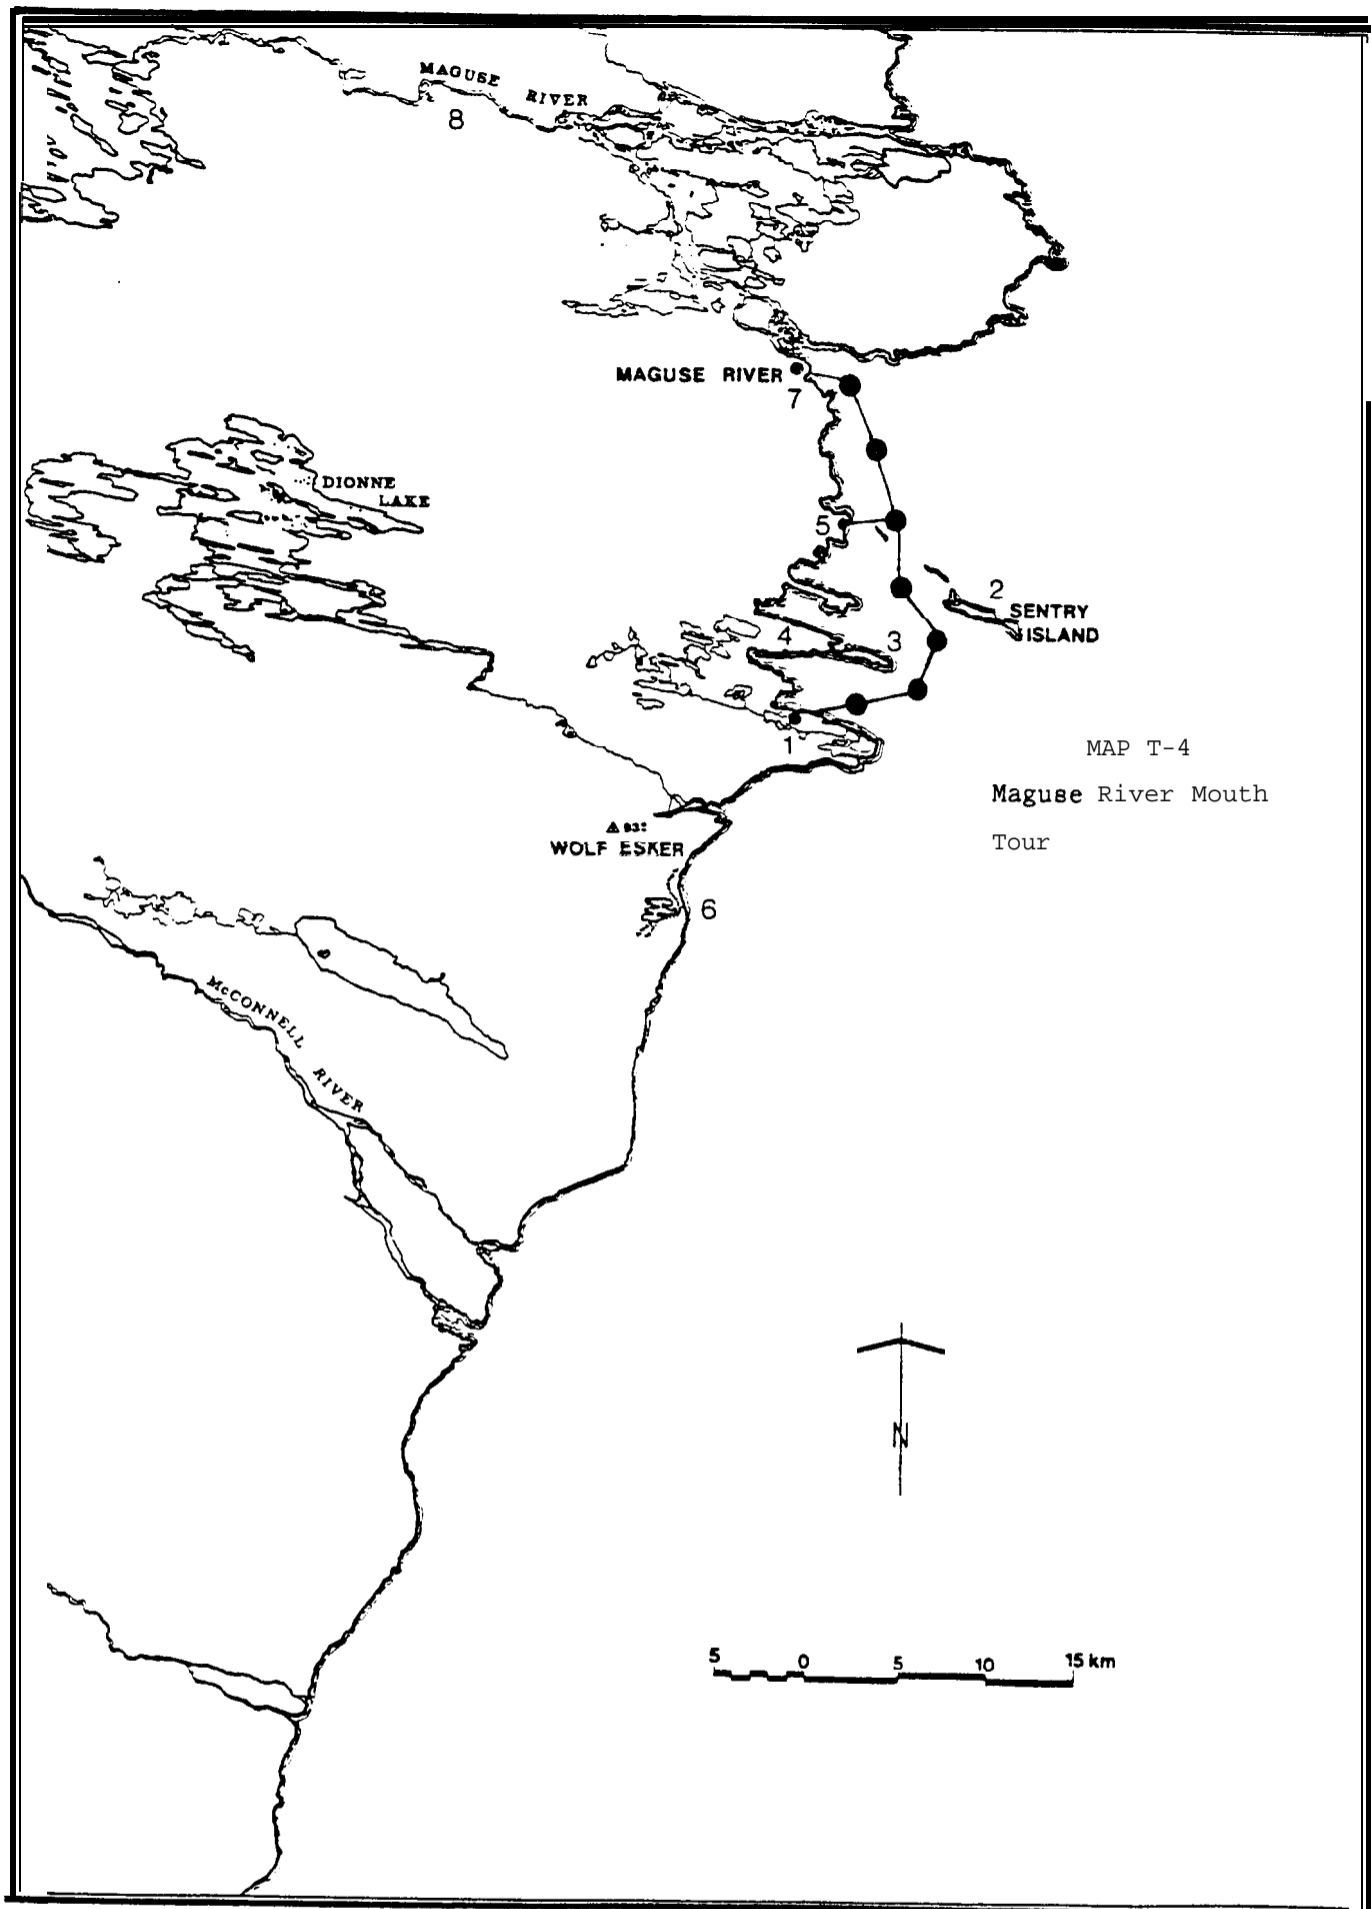 MAGUSE RIVER
8
MAGUSE RIVER
7
DIONNE
LAKE
5
2
SENTRY
ISLAND
4
3
1
MAP T-4
Maguse River Mouth
Tour
WOLF ESKER
6
McCONNELL
RIVER
N
5 0 5 10 15 km